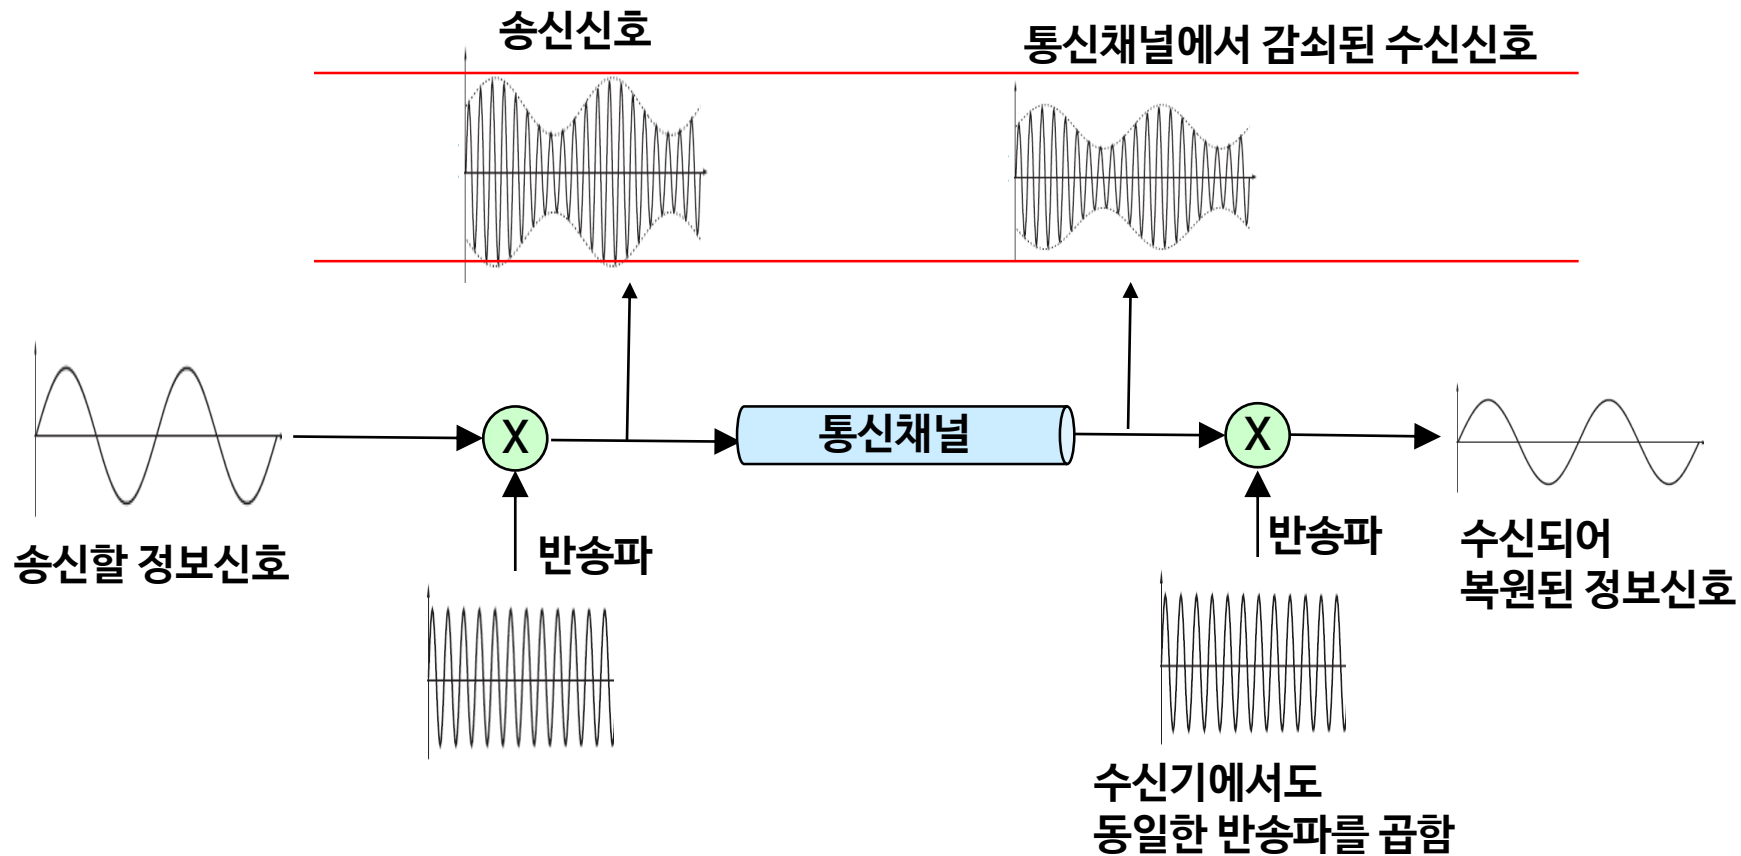 송신신호
통신채널에서 감쇠된 수신신호
X
통신채널
X
송신할 정보신호
반송파
반송파
수신되어
복원된 정보신호
수신기에서도
동일한 반송파를 곱함